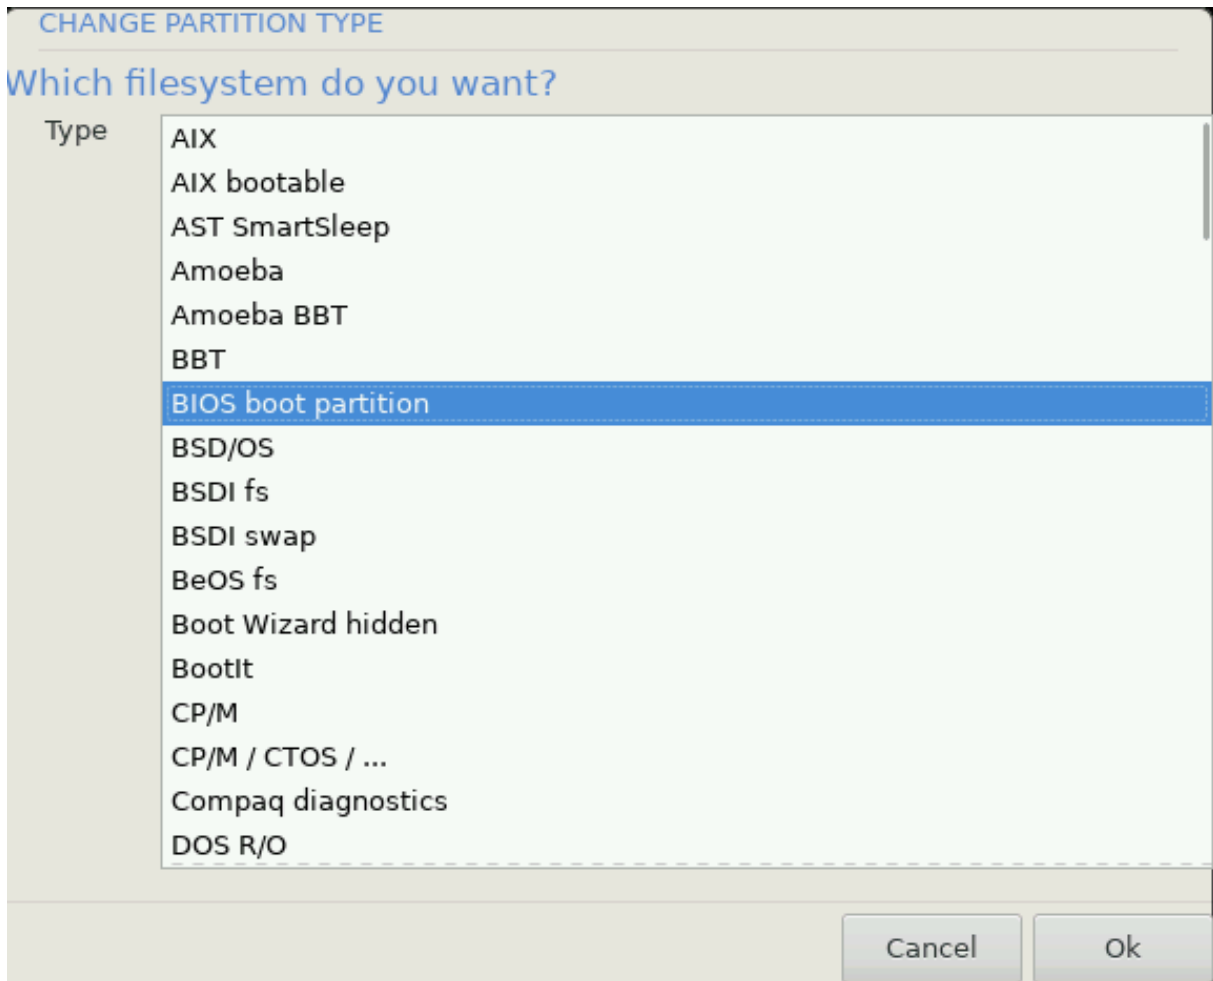 CHANGE PARTITION TYPE
Which filesystem do you want?
Type
AIX
AIX bootable
AST SmartSleep
Amoeba
Amoeba BBT
BBT
BIOS boot partition
BSD/OS
BSDI fs
BSDI swap
BeOS fs
Boot Wizard hidden
BootIt
CP/M
CP/M / CTOS / ...
Compaq diagnostics
DOS R/O
Cancel Ok